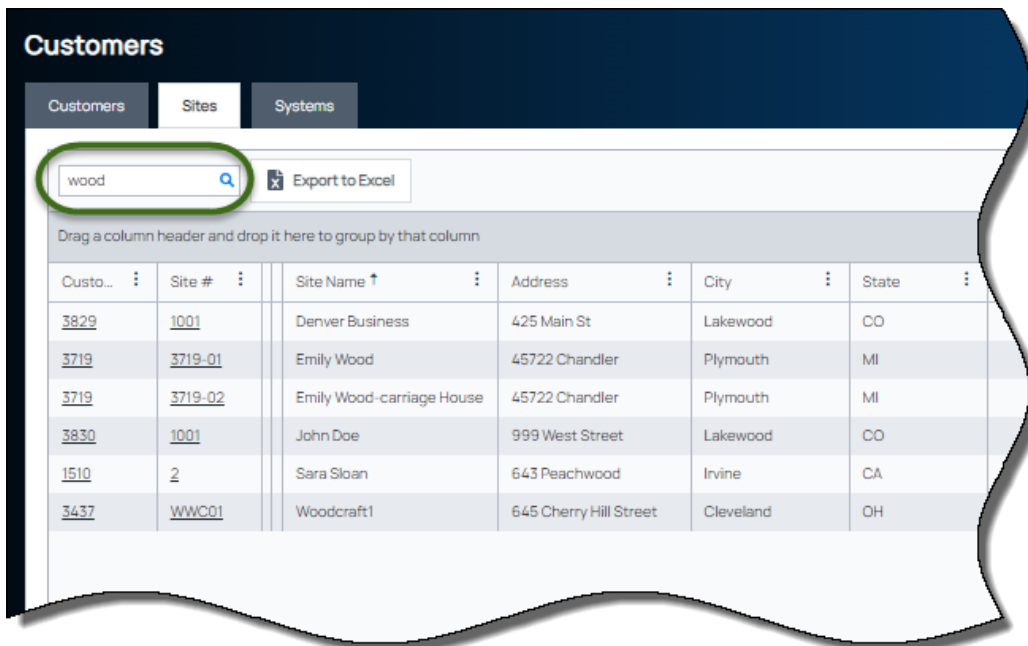 Customers
Customers Sites Systems
wood Export to Excel
Drag a column header and drop it here to group by that column
Custo... Site # Site Name ↑ Address City State
3829 1001 Denver Business 425 Main St Lakewood CO
3719 3719-01 Emily Wood 45722 Chandler Plymouth MI
3719 3719-02 Emily Wood-carriage House 45722 Chandler Plymouth MI
3830 1001 John Doe 999 West Street Lakewood CO
1510 2 Sara Sloan 643 Peachwood Irvine CA
3437 WWC01 Woodcraft1 645 Cherry Hill Street Cleveland OH